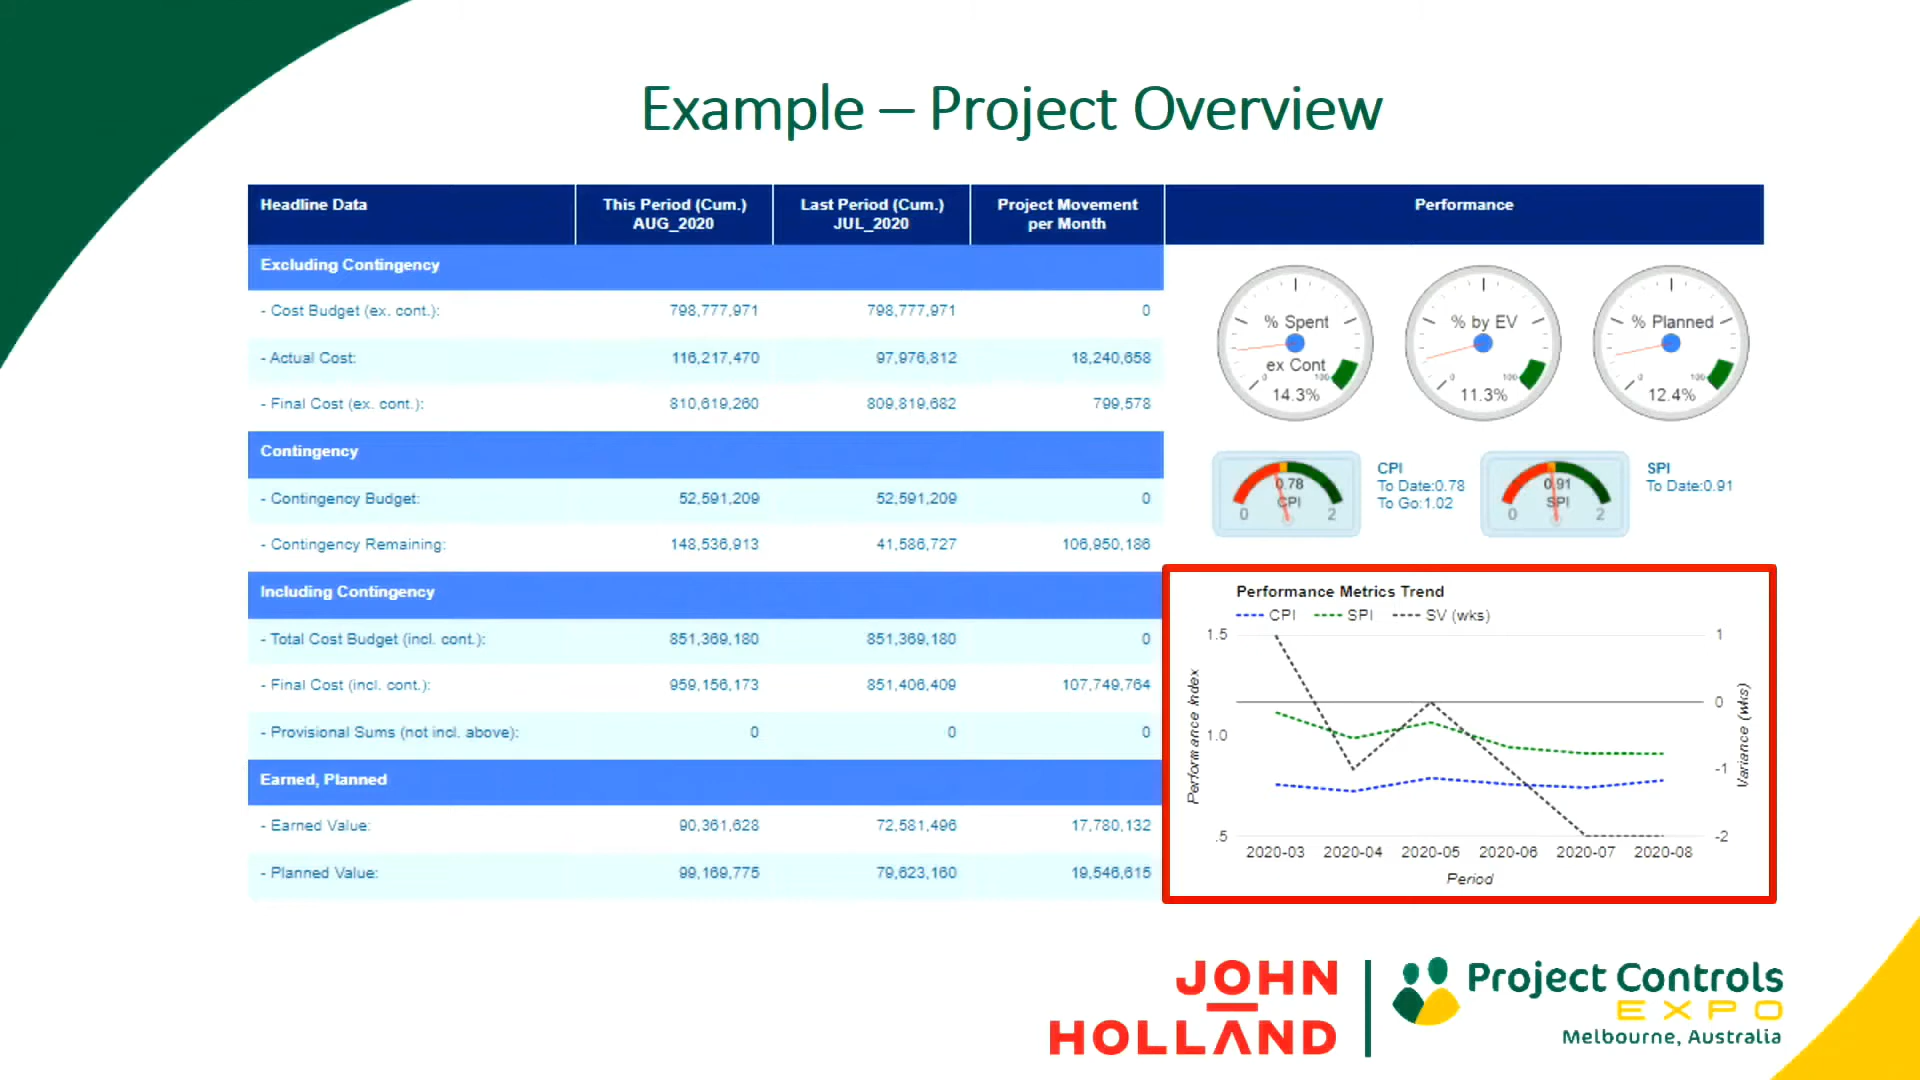 Example – Project Overview
Headline Data
This Period (Cum.)
AUG_2020
Last Period (Cum.)
JUL_2020
Project Movement
per Month
Performance
Excluding Contingency
- Cost Budget (ex. cont.): 798,777,971 798,777,971 0
- Actual Cost: 116,217,470 97,976,812 18,240,658
- Final Cost (ex. cont.): 810,619,260 809,819,682 799,578
Contingency
- Contingency Budget: 52,591,209 52,591,209 0
- Contingency Remaining: 148,536,913 41,586,727 106,950,186
Including Contingency
- Total Cost Budget (incl. cont.): 851,369,180 851,369,180 0
- Final Cost (incl. cont.): 959,156,173 851,406,409 107,749,764
- Provisional Sums (not incl. above): 0 0 0
Earned, Planned
- Earned Value: 90,361,628 72,581,496 17,780,132
- Planned Value: 99,169,775 79,623,160 19,546,615
% Spent
ex Cont
0 100
14.3%
% by EV
0 100
11.3%
% Planned
0 100
12.4%
0.78
CPI
0 2
CPI
To Date:0.78
To Go:1.02
0.91
SPI
0 2
SPI
To Date:0.91
Performance Metrics Trend
CPI SPI SV (wks)
1.5
1.0
.5
Performance Index
1
0
-1
-2
Variance (wks)
2020-03 2020-04 2020-05 2020-06 2020-07 2020-08
Period
JOHN
HOLLAND
Project Controls
EXPO
Melbourne, Australia